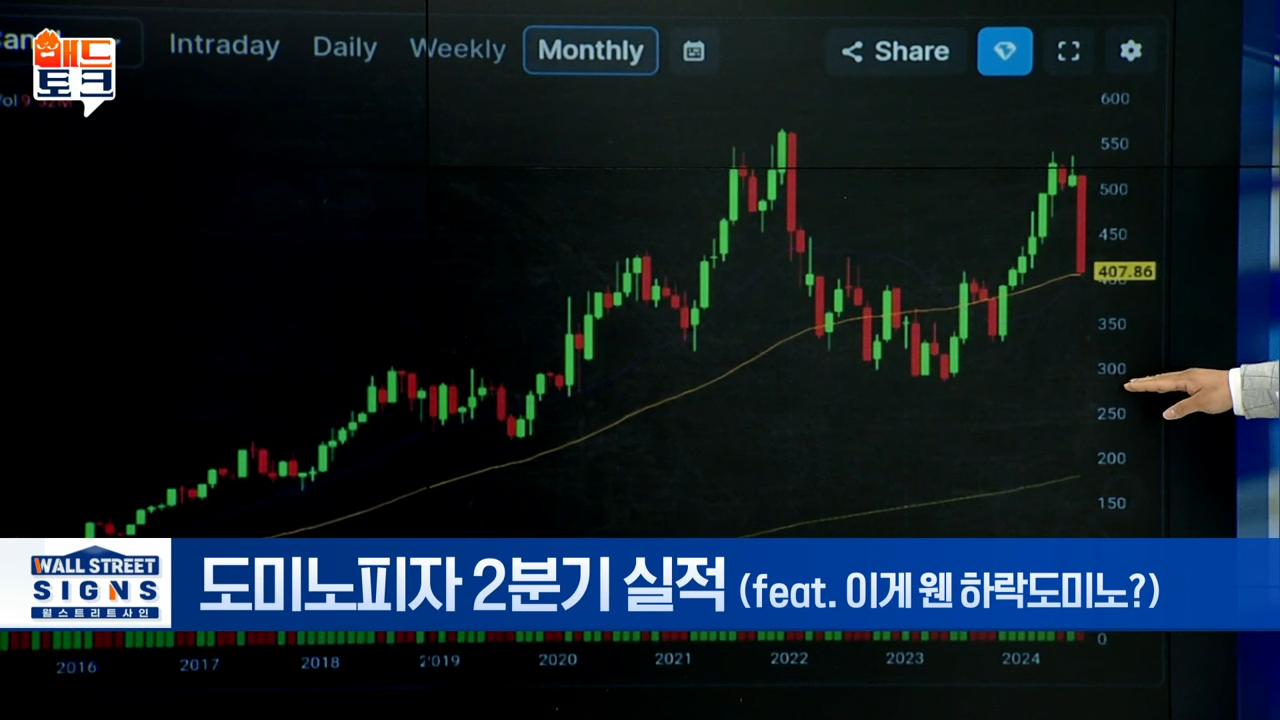 매드
토크
Intraday Daily Weekly Monthly Share
600
550
500
450
407.86
350
300
250
200
150
WALL STREET
SIGNS
월스트리트사인
도미노피자 2분기 실적 (feat. 이게 웬 하락도미노?)
0
2016 2017 2018 2019 2020 2021 2022 2023 2024